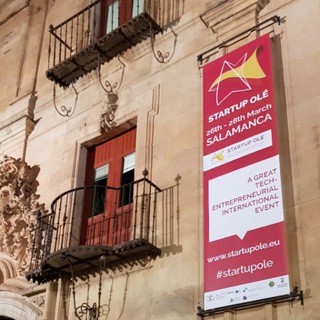 STARTUP OLÉ
26th - 28th March
SALAMANCA
STARTUP OLÉ
A GREAT
TECH-
ENTREPRENEURIAL
INTERNATIONAL
EVENT
www.startupole.eu
#startupole